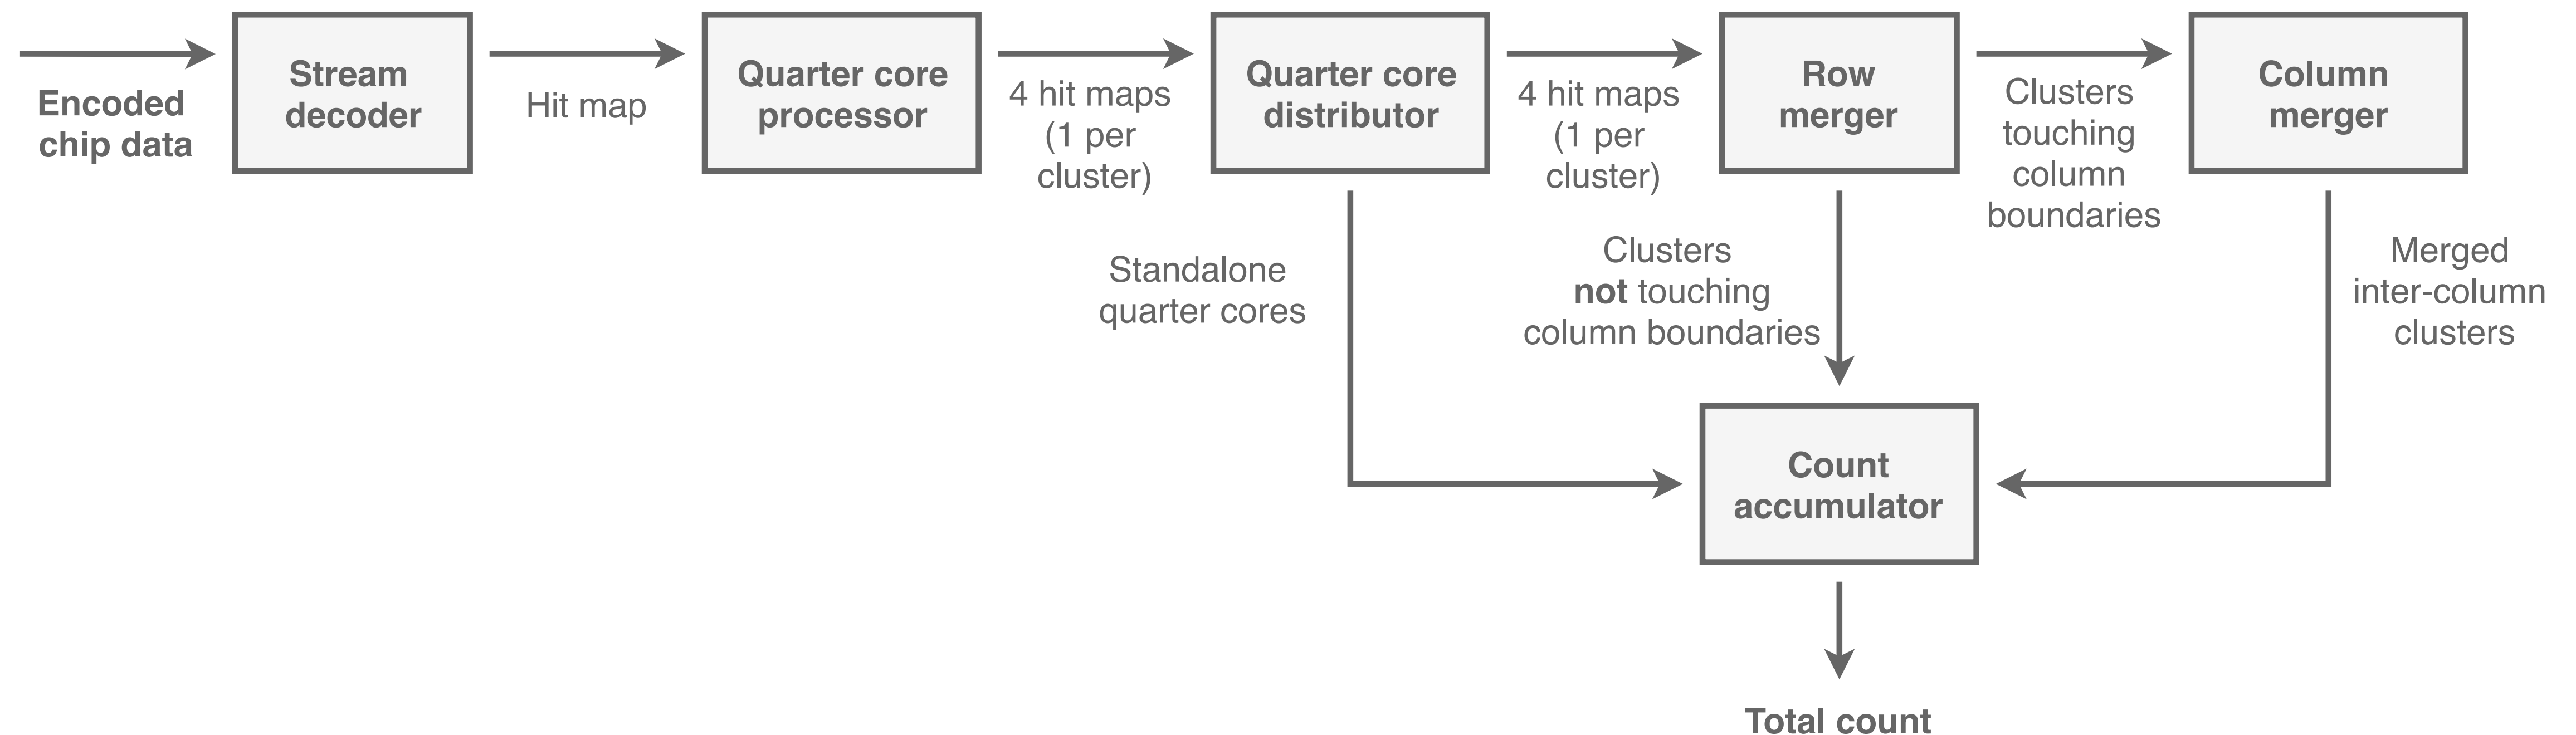 Encoded
chip data
Stream
decoder
Hit map
Quarter core
processor
4 hit maps
(1 per
cluster)
Quarter core
distributor
4 hit maps
(1 per
cluster)
Row
merger
Clusters
touching
column
boundaries
Column
merger
Standalone
quarter cores
Clusters
not touching
column boundaries
Merged
inter-column
clusters
Count
accumulator
Total count